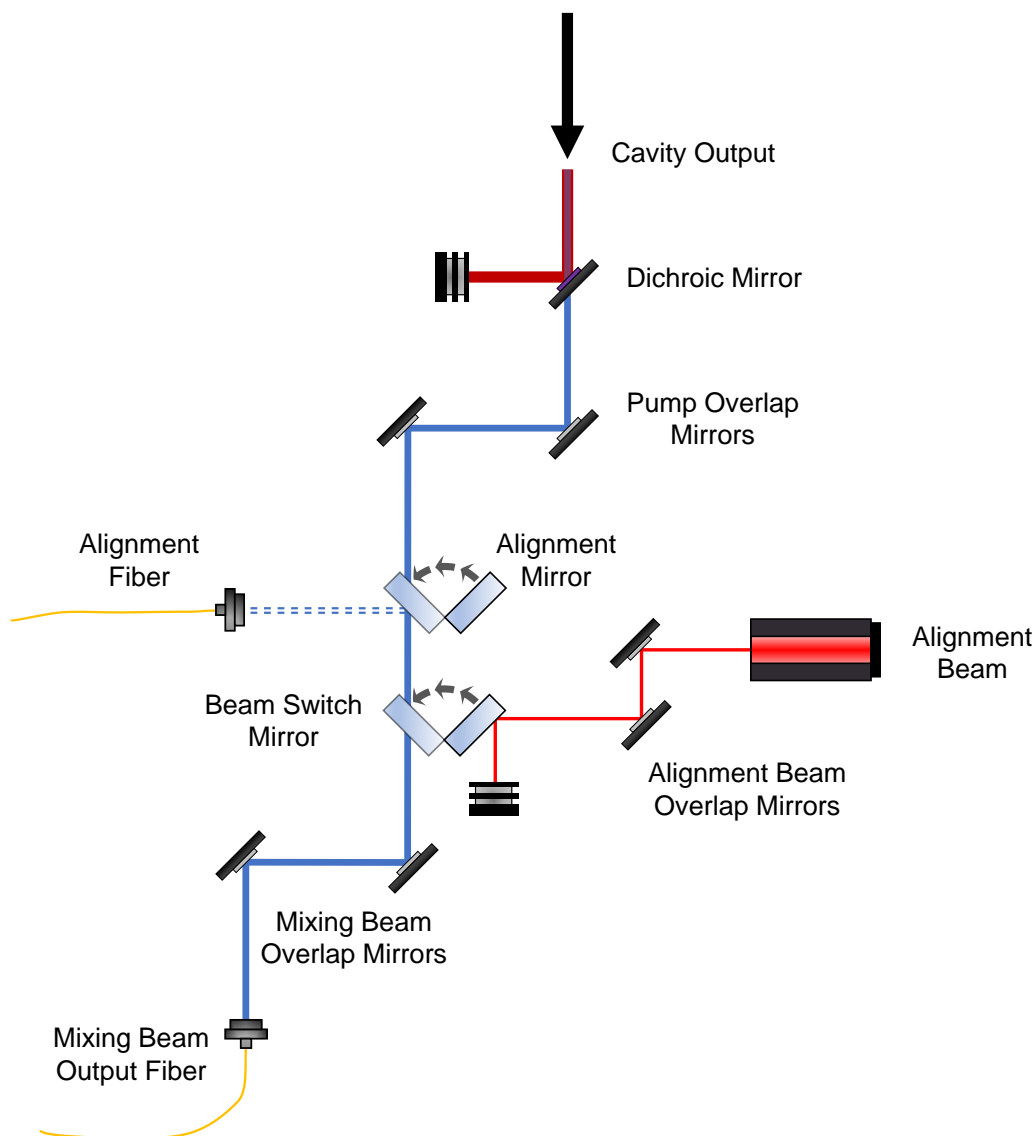 Cavity Output
Dichroic Mirror
Pump Overlap
Mirrors
Alignment
Fiber
Alignment
Mirror
Alignment
Beam
Beam Switch
Mirror
Alignment Beam
Overlap Mirrors
Mixing Beam
Overlap Mirrors
Mixing Beam
Output Fiber